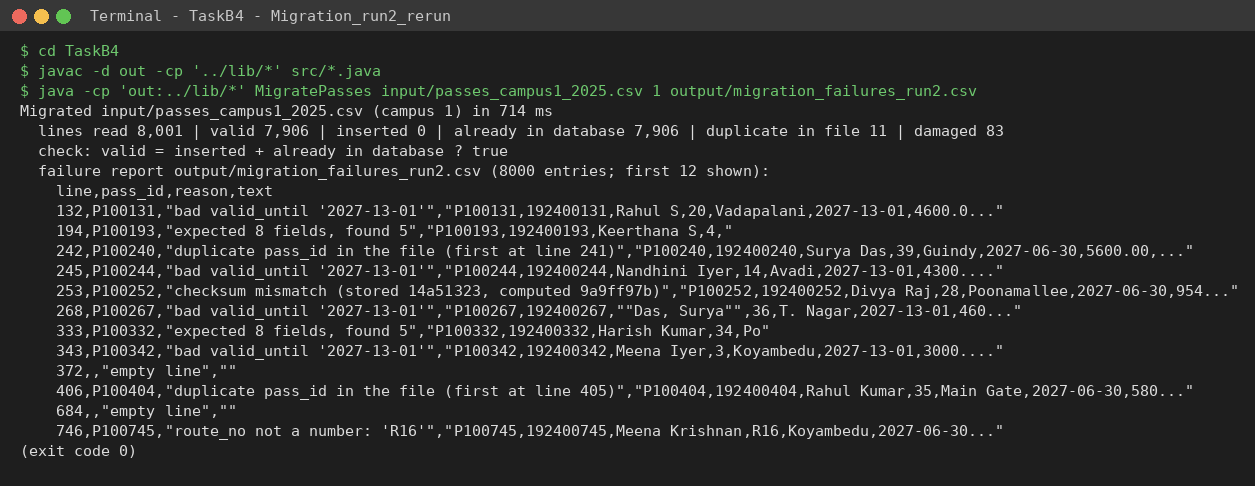 Terminal - TaskB4 - Migration_run2_rerun
$ cd TaskB4
$ javac -d out -cp '../lib/*' src/*.java
$ java -cp 'out:../lib/*' MigratePasses input/passes_campus1_2025.csv 1 output/migration_failures_run2.csv
Migrated input/passes_campus1_2025.csv (campus 1) in 714 ms
  lines read 8,001 | valid 7,906 | inserted 0 | already in database 7,906 | duplicate in file 11 | damaged 83
  check: valid = inserted + already in database ? true
  failure report output/migration_failures_run2.csv (8000 entries; first 12 shown):
    line,pass_id,reason,text
    132,P100131,"bad valid_until '2027-13-01'","P100131,192400131,Rahul S,20,Vadapalani,2027-13-01,4600.0..."
    194,P100193,"expected 8 fields, found 5","P100193,192400193,Keerthana S,4,"
    242,P100240,"duplicate pass_id in the file (first at line 241)","P100240,192400240,Surya Das,39,Guindy,2027-06-30,5600.00,..."
    245,P100244,"bad valid_until '2027-13-01'","P100244,192400244,Nandhini Iyer,14,Avadi,2027-13-01,4300...."
    253,P100252,"checksum mismatch (stored 14a51323, computed 9a9ff97b)","P100252,192400252,Divya Raj,28,Poonamallee,2027-06-30,954..."
    268,P100267,"bad valid_until '2027-13-01'","P100267,192400267,""Das, Surya"",36,T. Nagar,2027-13-01,460..."
    333,P100332,"expected 8 fields, found 5","P100332,192400332,Harish Kumar,34,Po"
    343,P100342,"bad valid_until '2027-13-01'","P100342,192400342,Meena Iyer,3,Koyambedu,2027-13-01,3000...."
    372,,"empty line",""
    406,P100404,"duplicate pass_id in the file (first at line 405)","P100404,192400404,Rahul Kumar,35,Main Gate,2027-06-30,580..."
    684,,"empty line",""
    746,P100745,"route_no not a number: 'R16'","P100745,192400745,Meena Krishnan,R16,Koyambedu,2027-06-30..."
(exit code 0)